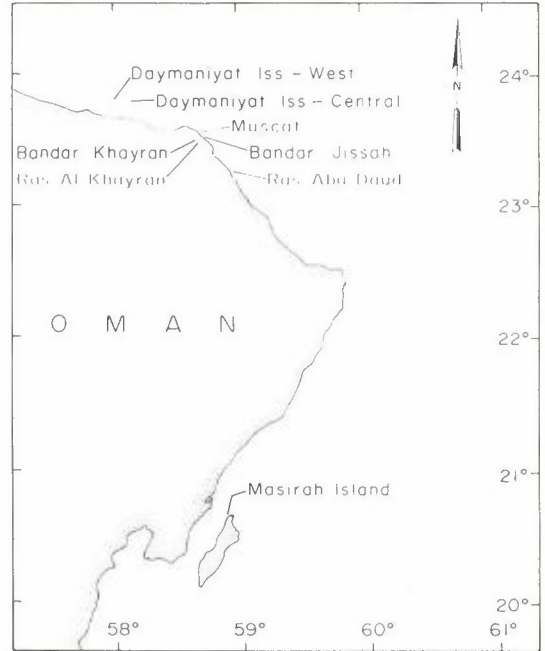 24°
N
Daymaniyat Iss - West
Daymaniyat Iss - Central
Muscat
Bandar Khayran
Bandar Jissah
Ras Al Khayran
Ras Abu Daud
23°
O M A N
22°
21°
Masirah Island
20°
58° 59° 60° 61°